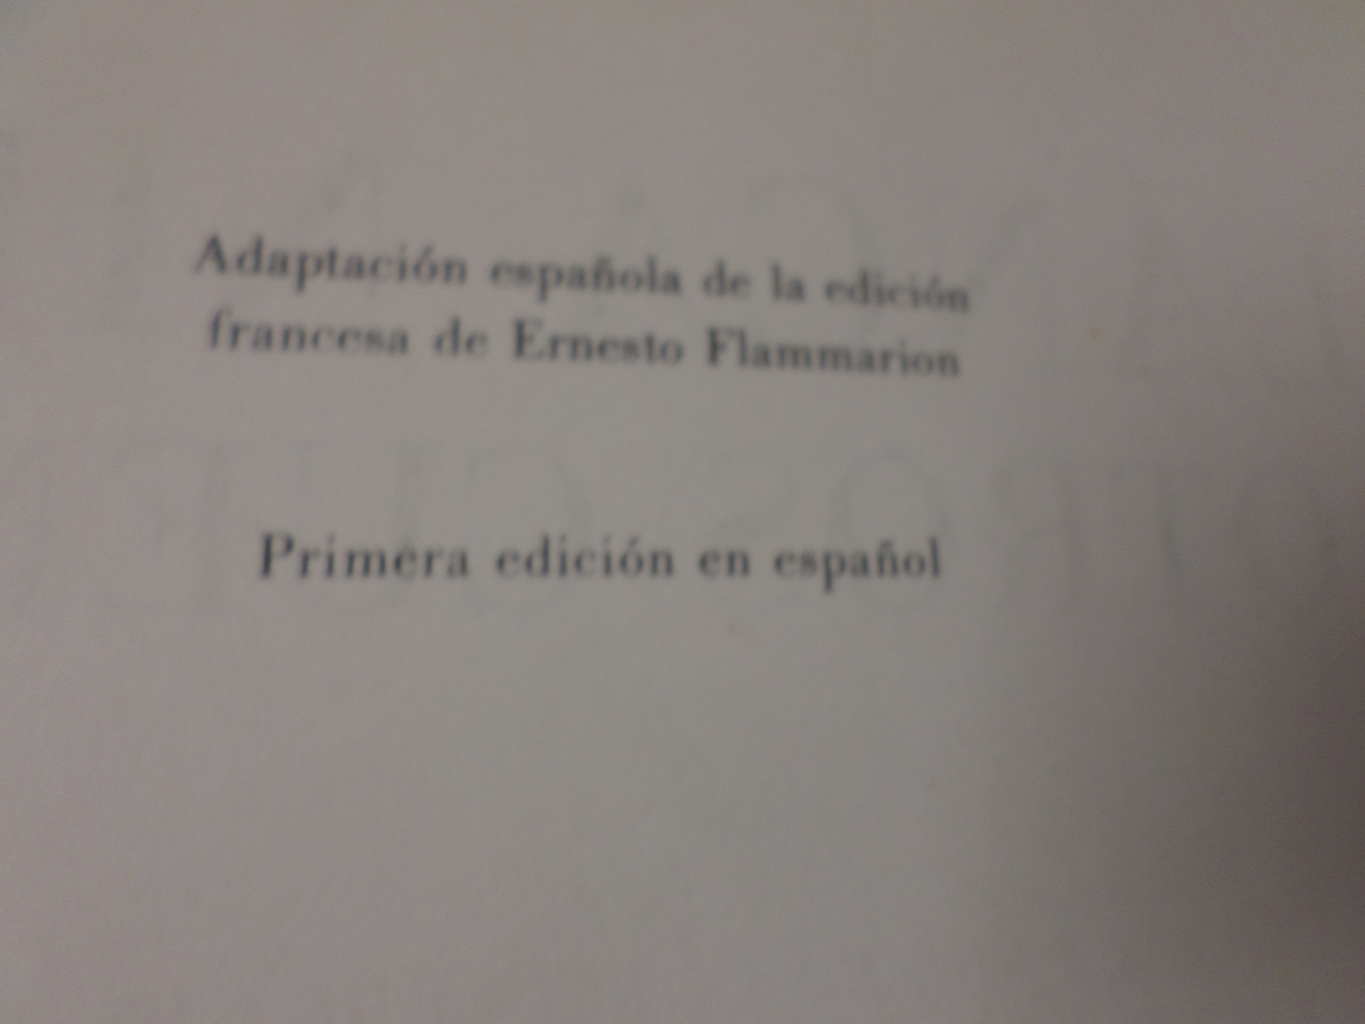 Adaptación española de la edición
francesa de Ernesto Flammarion
Primera edición en español